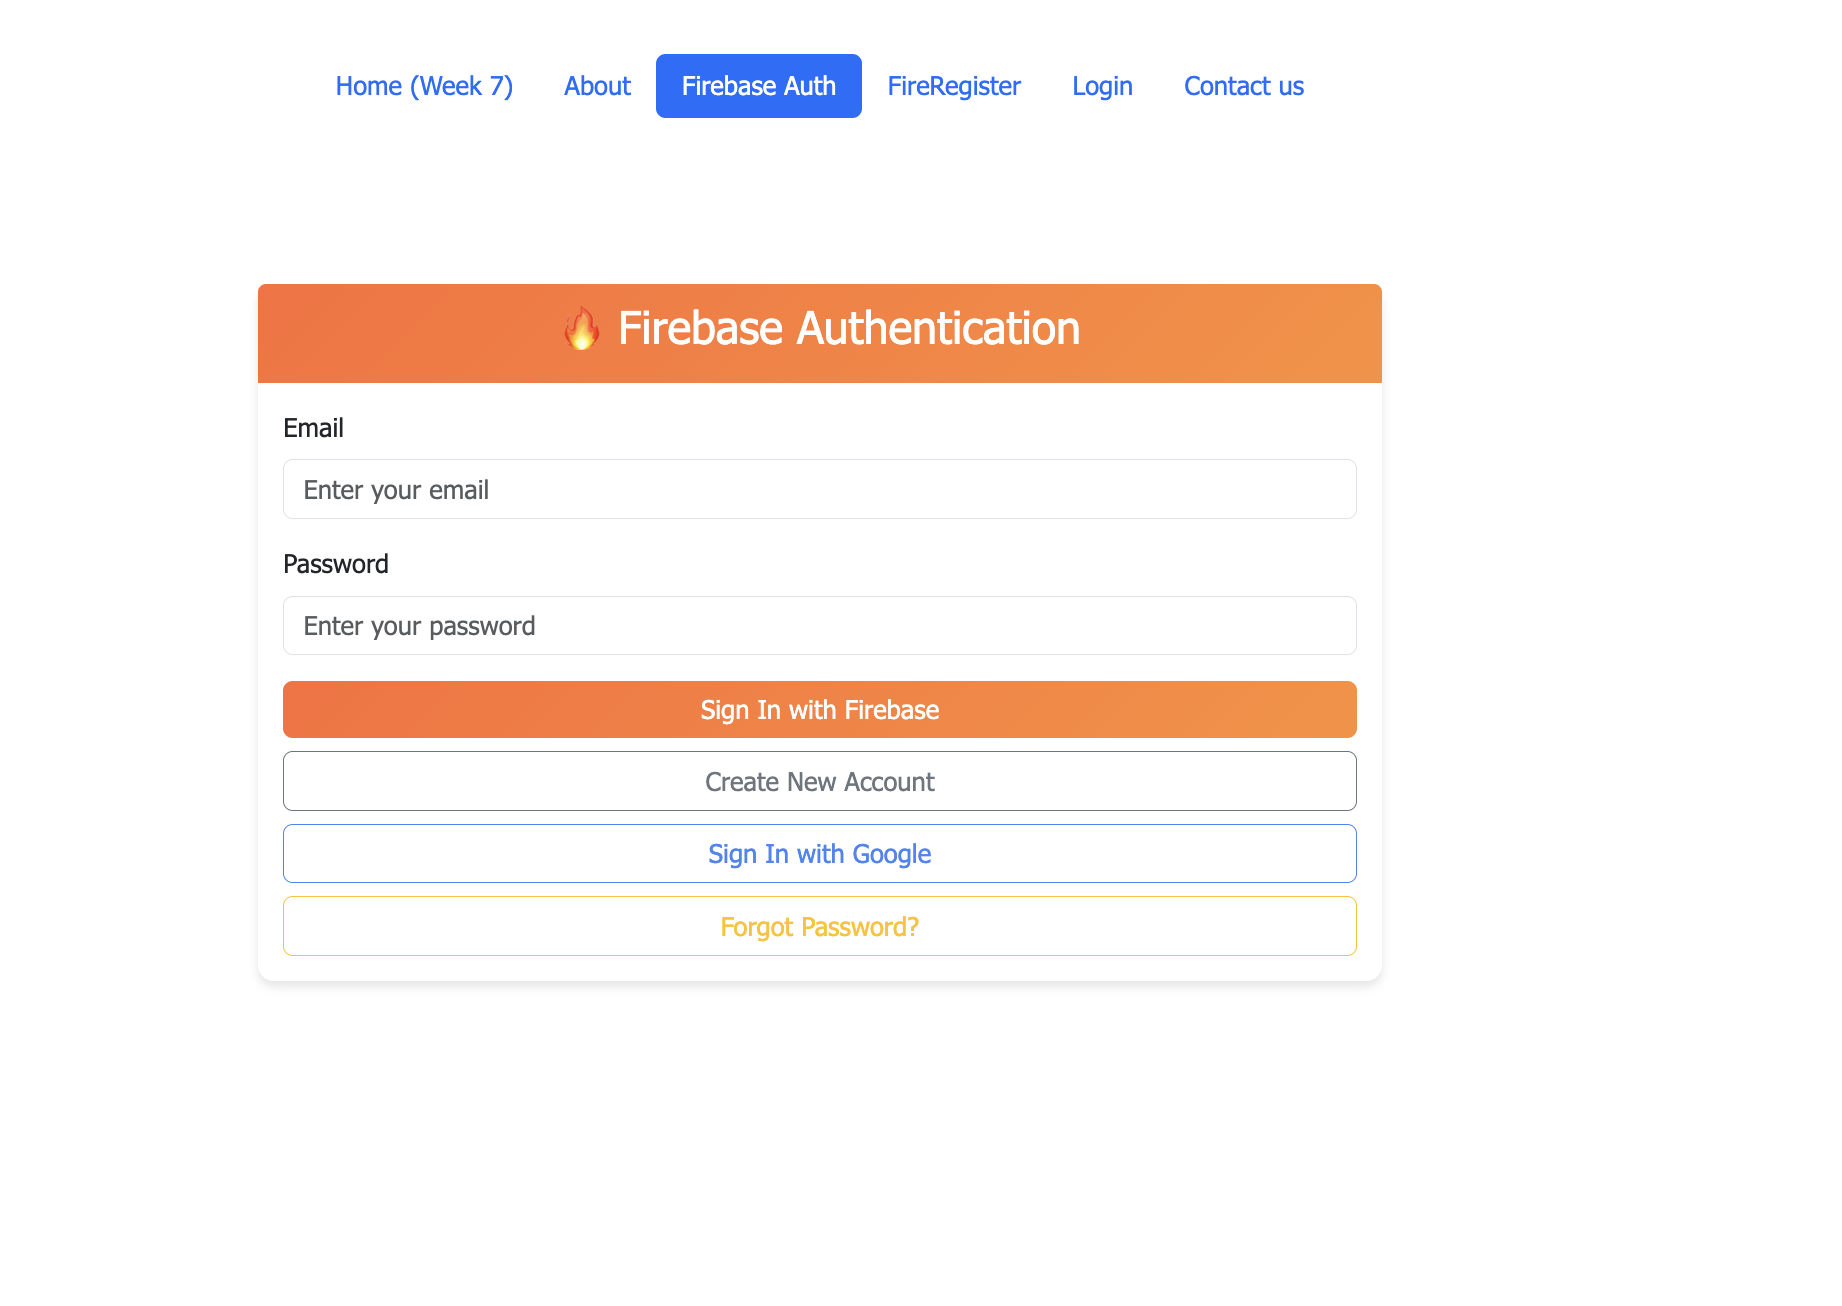 Home (Week 7) About Firebase Auth FireRegister Login Contact us
🔥 Firebase Authentication
Email
Enter your email
Password
Enter your password
Sign In with Firebase
Create New Account
Sign In with Google
Forgot Password?